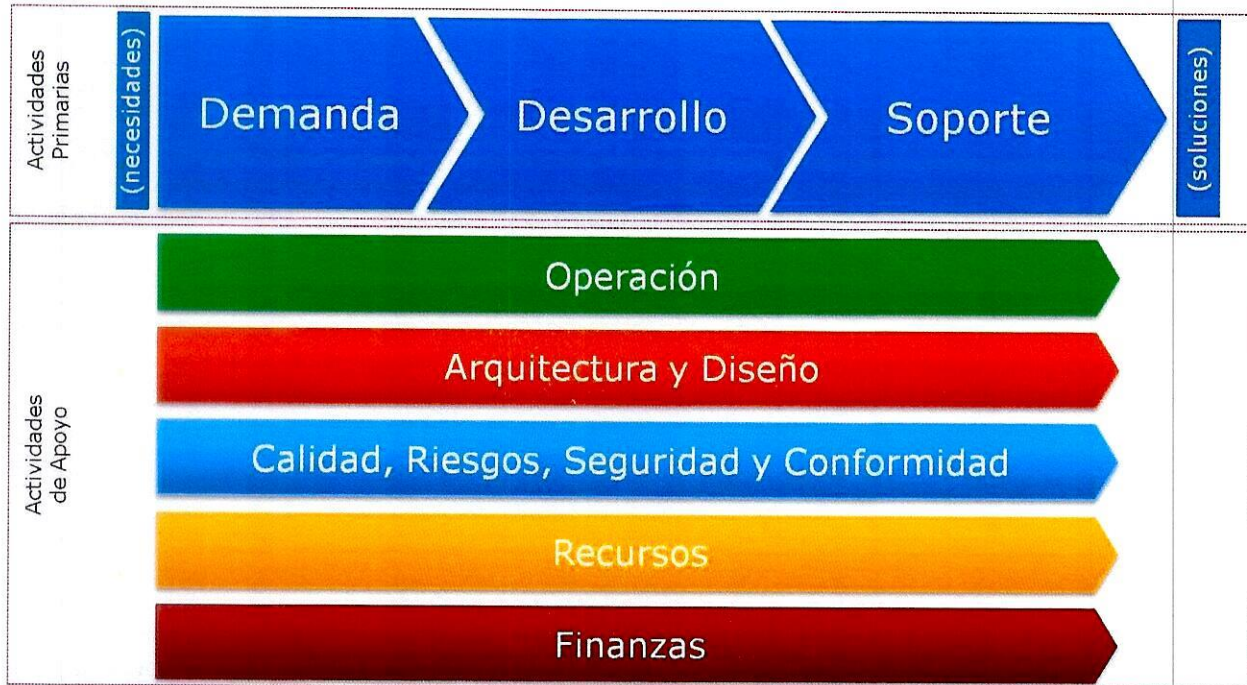 Actividades
Primarias
(necesidades)
Demanda
Desarrollo
Soporte
(soluciones)
Actividades
de Apoyo
Operación
Arquitectura y Diseño
Calidad, Riesgos, Seguridad y Conformidad
Recursos
Finanzas